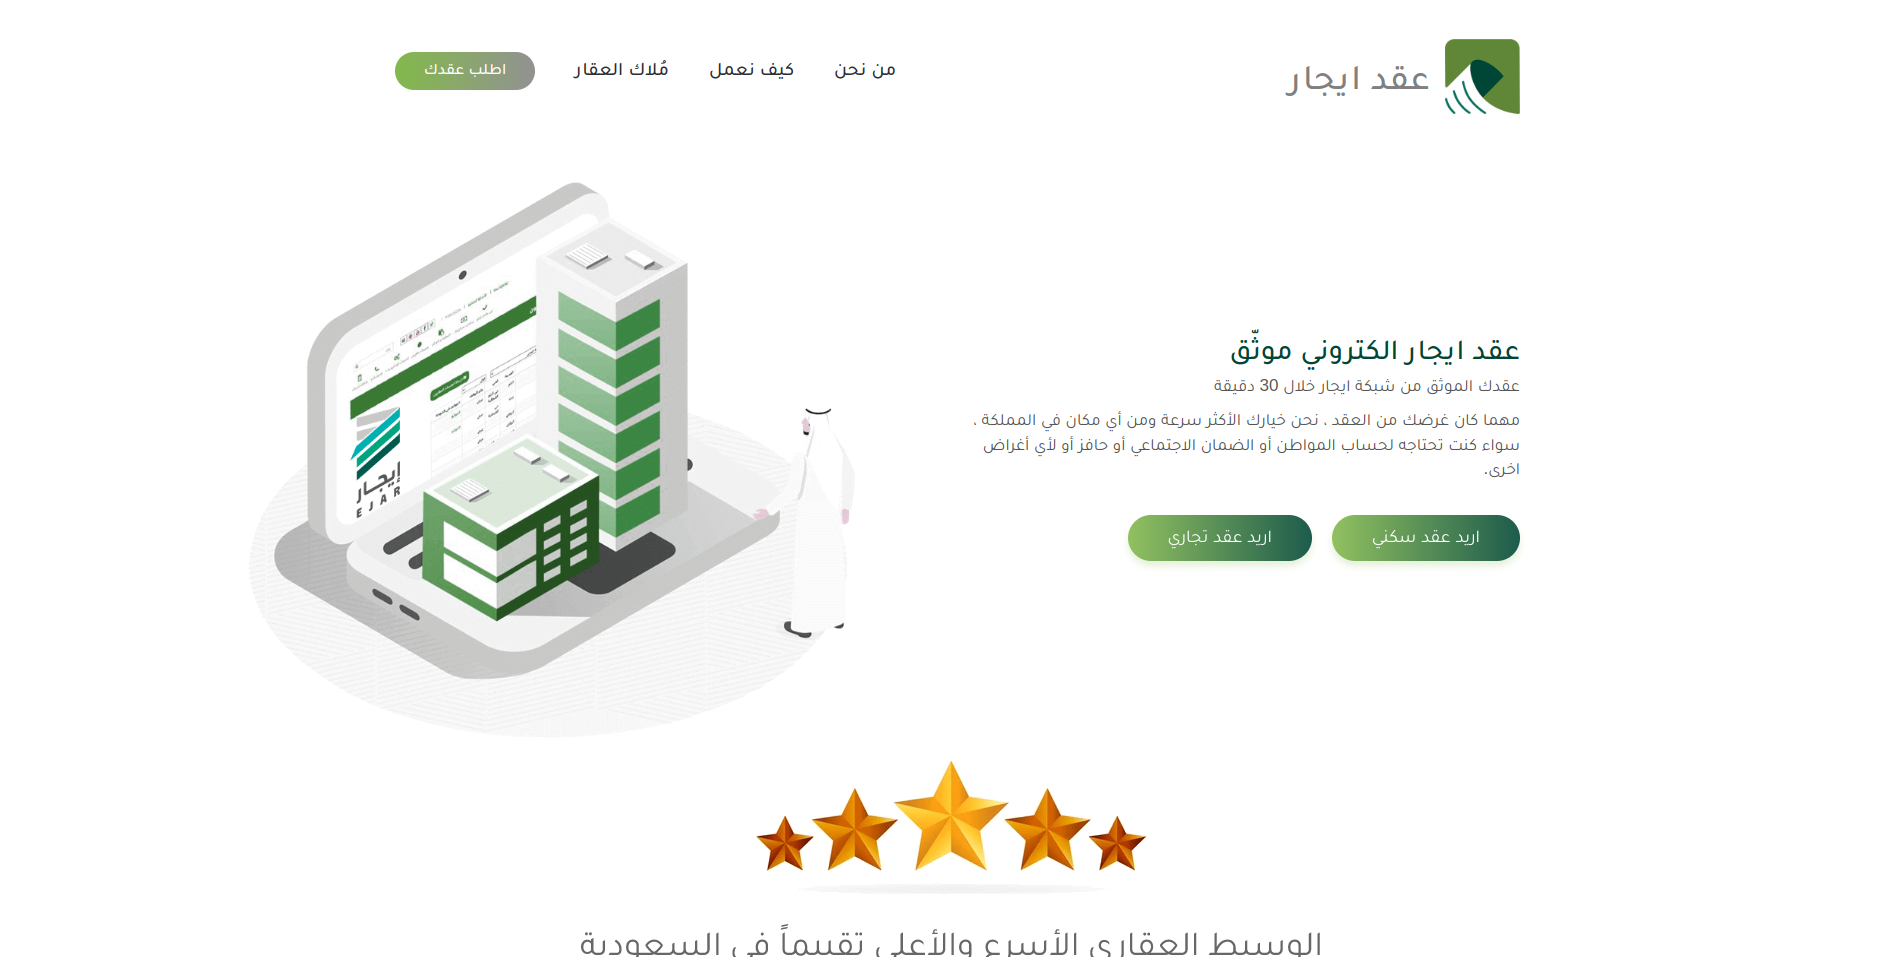 عقد ايجار
من نحن
كيف نعمل
مُلاك العقار
اطلب عقدك
عقد ايجار الكتروني موثّق
عقدك الموثق من شبكة ايجار خلال 30 دقيقة
مهما كان غرضك من العقد ، نحن خيارك الأكثر سرعة ومن أي مكان في المملكة ،
سواء كنت تحتاجه لحساب المواطن أو الضمان الاجتماعي أو حافز أو لأي أغراض
اخرى.
اريد عقد سكني
اريد عقد تجاري
إيجار
EJAR
الوسيط العقاري الأسرع والأعلى تقييماً في السعودية